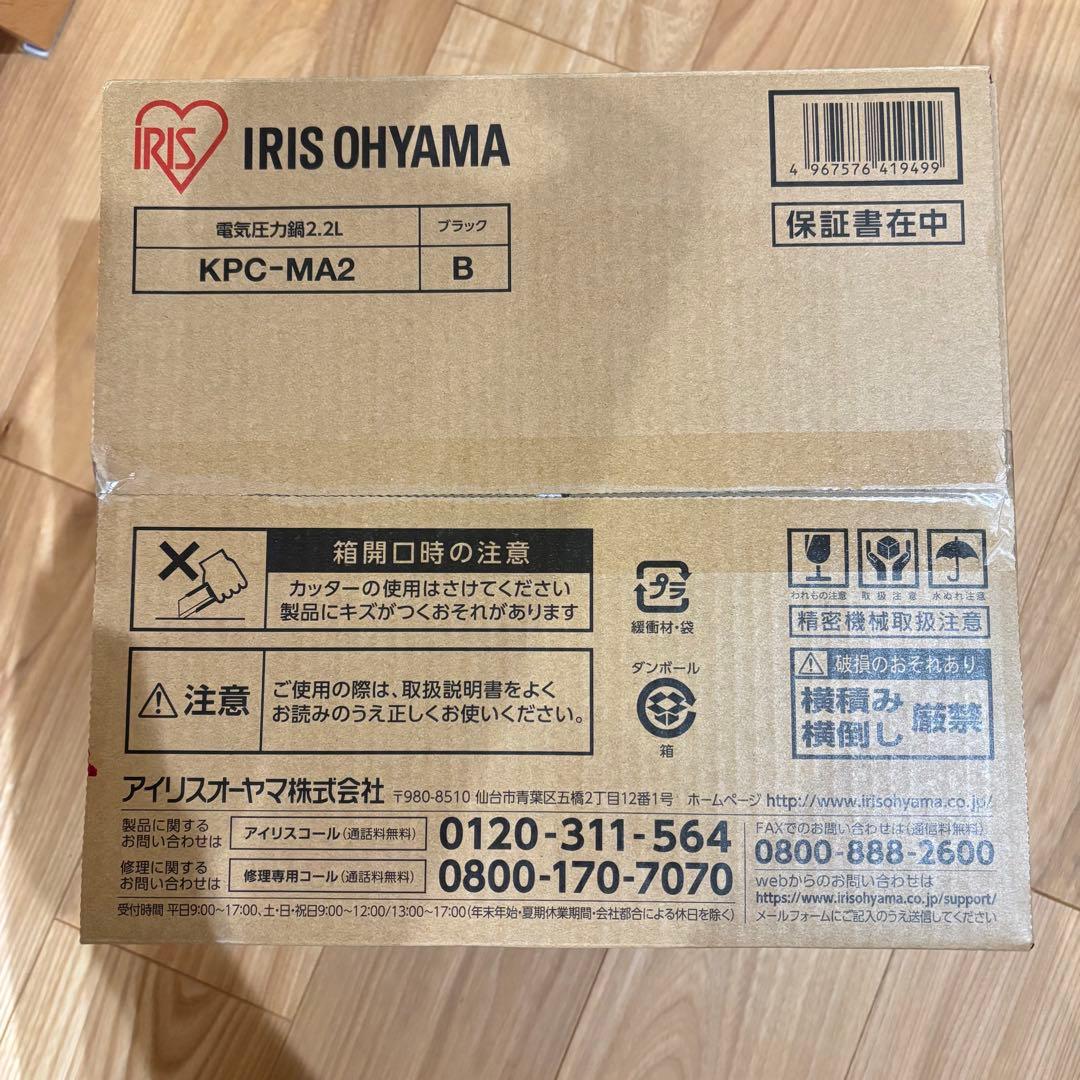 IRIS IRIS OHYAMA
4 967576 419499
電気圧力鍋2.2L ブラック
KPC-MA2 B
保証書在中
箱開口時の注意
カッターの使用はさけてください
製品にキズがつくおそれがあります
注意
ご使用の際は、取扱説明書をよく
お読みのうえ正しくお使いください。
プラ
緩衝材・袋
ダンボール
箱
われもの注意 取扱注意 水ぬれ注意
精密機械取扱注意
破損のおそれあり
横積み
横倒し
厳禁
アイリスオーヤマ株式会社 〒980-8510 仙台市青葉区五橋2丁目12番1号 ホームページ http://www.irisohyama.co.jp/
製品に関する
お問い合わせは
アイリスコール(通話料無料) 0120-311-564
修理に関する
お問い合わせは
修理専用コール(通話料無料) 0800-170-7070
受付時間 平日9:00~17:00、土・日・祝日9:00~12:00/13:00~17:00(年末年始・夏期休業期間・会社都合による休日を除く)
FAXでのお問い合わせは(通信料無料)
0800-888-2600
webからのお問い合わせは
https://www.irisohyama.co.jp/support/
メールフォームにご記入のうえ送信してください